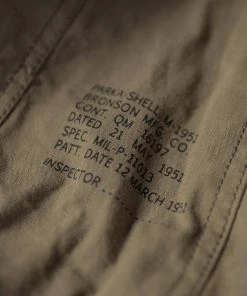 PARKA-SHELL, M-1951
BRONSON MFG. CO.
CONT. QM 16197
DATED 21 MAY 1951
SPEC. MIL-P-11013
PATT. DATE 12 MARCH 1951
INSPECTOR